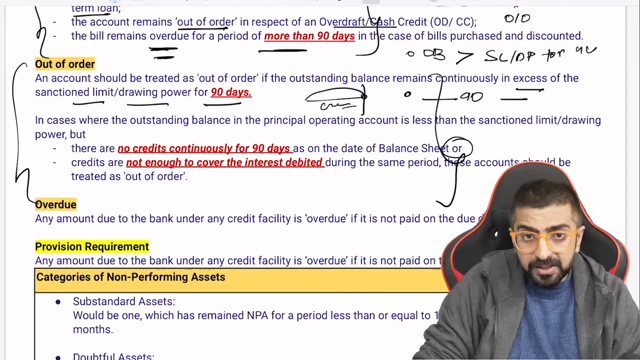 term loan;
- the account remains 'out of order' in respect of an Overdraft/Cash Credit (OD/ CC); O/O
- the bill remains overdue for a period of more than 90 days in the case of bills purchased and discounted.
• OB > SL/DP for 90
Out of order
An account should be treated as 'out of order' if the outstanding balance remains continuously in excess of the
sanctioned limit/drawing power for 90 days.
90
In cases where the outstanding balance in the principal operating account is less than the sanctioned limit/drawing
power, but
- there are no credits continuously for 90 days as on the date of Balance Sheet or
- credits are not enough to cover the interest debited during the same period, these accounts should be
treated as 'out of order'.
Overdue
Any amount due to the bank under any credit facility is 'overdue' if it is not paid on the due d
Provision Requirement
Any amount due to the bank under any credit facility is 'overdue' if it is not paid on t
Categories of Non-Performing Assets
● Substandard Assets:
Would be one, which has remained NPA for a period less than or equal to 1
months.
● Doubtful Assets: